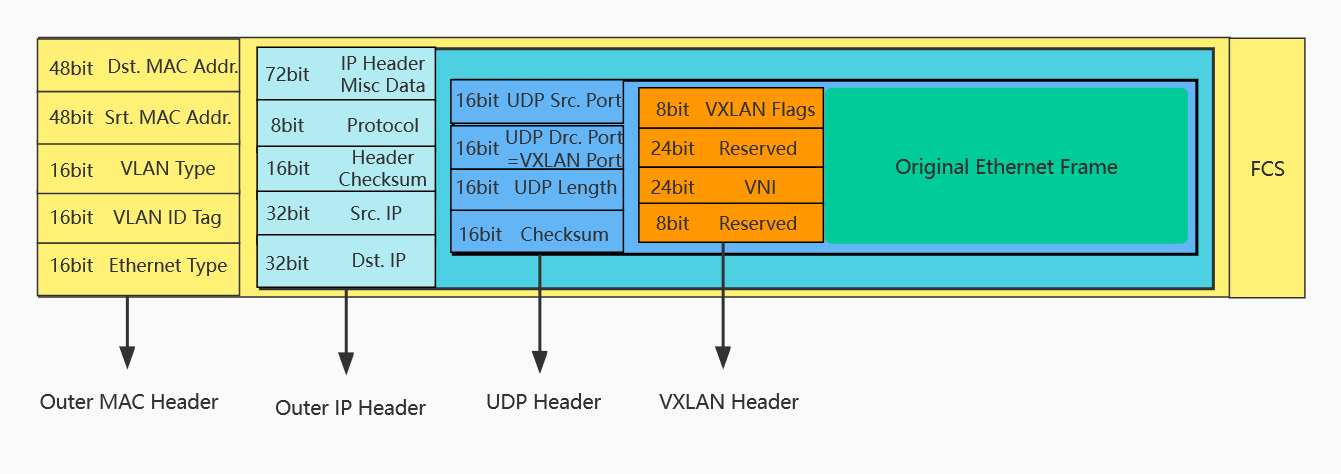 48bit Dst. MAC Addr.
48bit Srt. MAC Addr.
16bit VLAN Type
16bit VLAN ID Tag
16bit Ethernet Type
72bit IP Header
Misc Data
8bit Protocol
16bit Header
Checksum
32bit Src. IP
32bit Dst. IP
16bit UDP Src. Port
16bit UDP Drc. Port
=VXLAN Port
16bit UDP Length
16bit Checksum
8bit VXLAN Flags
24bit Reserved
24bit VNI
8bit Reserved
Original Ethernet Frame
FCS
Outer MAC Header
Outer IP Header
UDP Header
VXLAN Header